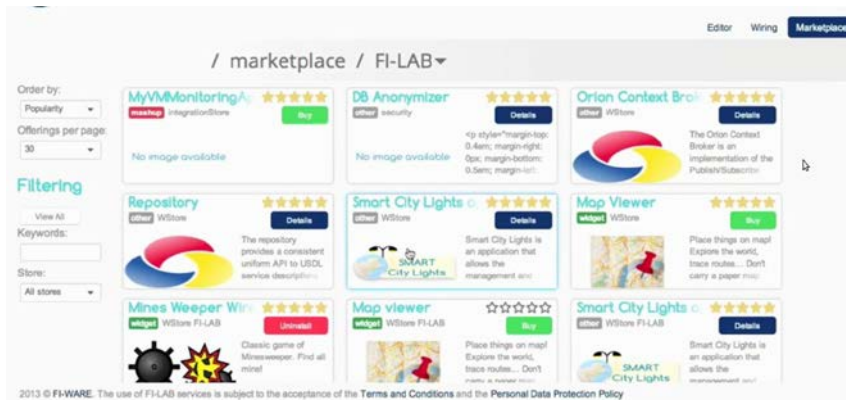 Editor Wiring Marketplace
/ marketplace / FI-LAB
Order by:
Popularity
Offerings per page:
30
Filtering
View All
Keywords:
Store:
All stores
MyVMMonitoringA
mashup integrationStore
Buy
No image available
DB Anonymizer
other security
Details
No image available
<p style="margin-top:
0.4em; margin-right:
0px; margin-bottom:
0.5em; margin-left:
Orion Context Bro
other WStore
Details
The Orion Context
Broker is an
implementation of the
Publish/Subscribe
Repository
other WStore
Details
The repository
provides a consistent
uniform API to USDL
service descriptions
Smart City Lights o
other WStore
Details
SMART
City Lights
Smart City Lights is
an application that
allows the
management and
Map Viewer
widget WStore
Buy
Place things on map!
Explore the world,
trace routes... Don't
carry a paper map
Mines Weeper Wir
widget WStore FI-LAB
Uninstall
Classic game of
Minesweeper. Find all
mine!
Map viewer
widget WStore FI-LAB
Buy
Place things on map!
Explore the world,
trace routes... Don't
carry a paper map
Smart City Lights o
other WStore FI-LAB
Details
SMART
City Lights
Smart City Lights is
an application that
allows the
management and
2013 © FI-WARE. The use of FI-LAB services is subject to the acceptance of the Terms and Conditions and the Personal Data Protection Policy